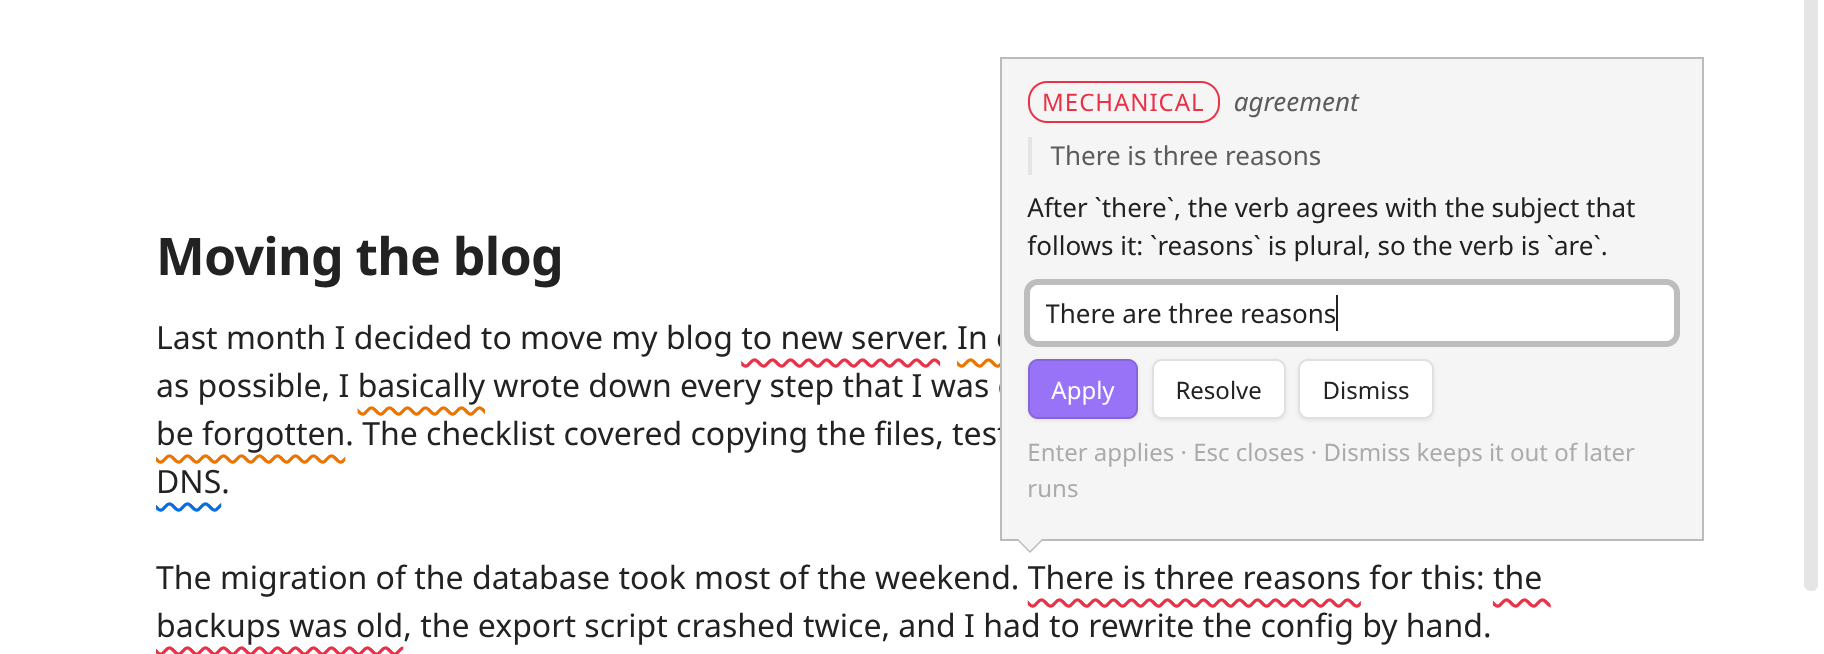 MECHANICAL agreement
There is three reasons
After `there`, the verb agrees with the subject that
follows it: `reasons` is plural, so the verb is `are`.
There are three reasons
Apply Resolve Dismiss
Enter applies · Esc closes · Dismiss keeps it out of later
runs
Moving the blog
Last month I decided to move my blog to new server. In
as possible, I basically wrote down every step that I was
be forgotten. The checklist covered copying the files,
DNS.
The migration of the database took most of the weekend. There is three reasons for this: the
backups was old, the export script crashed twice, and I had to rewrite the config by hand.